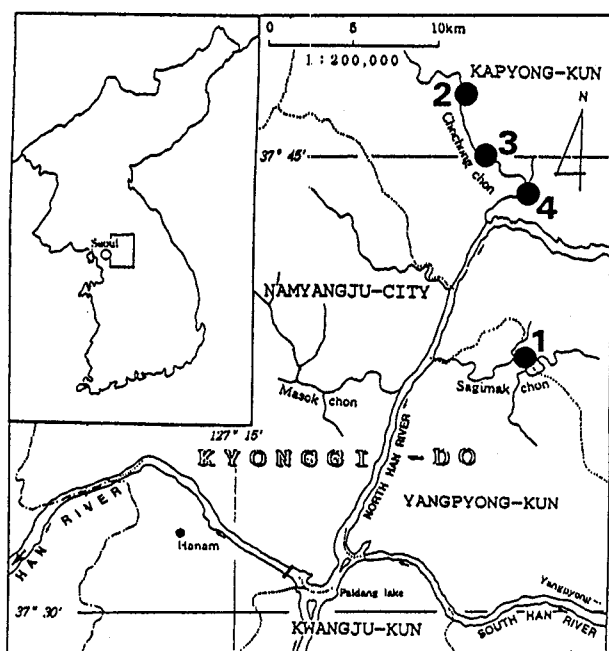 0 5 10km
1:200,000
KAPYONG-KUN
2
N
3
chon
37° 45'
4
Seoul
NAMYANGJU-CITY
1
Sagimak chon
Masok chon
127° 15'
KYONGGI-DO
NORTH HAN RIVER
YANGPYONG-KUN
HAN RIVER
Hanam
Paldang lake
Yangpyong
37° 30'
KWANGJU-KUN
SOUTH HAN RIVER